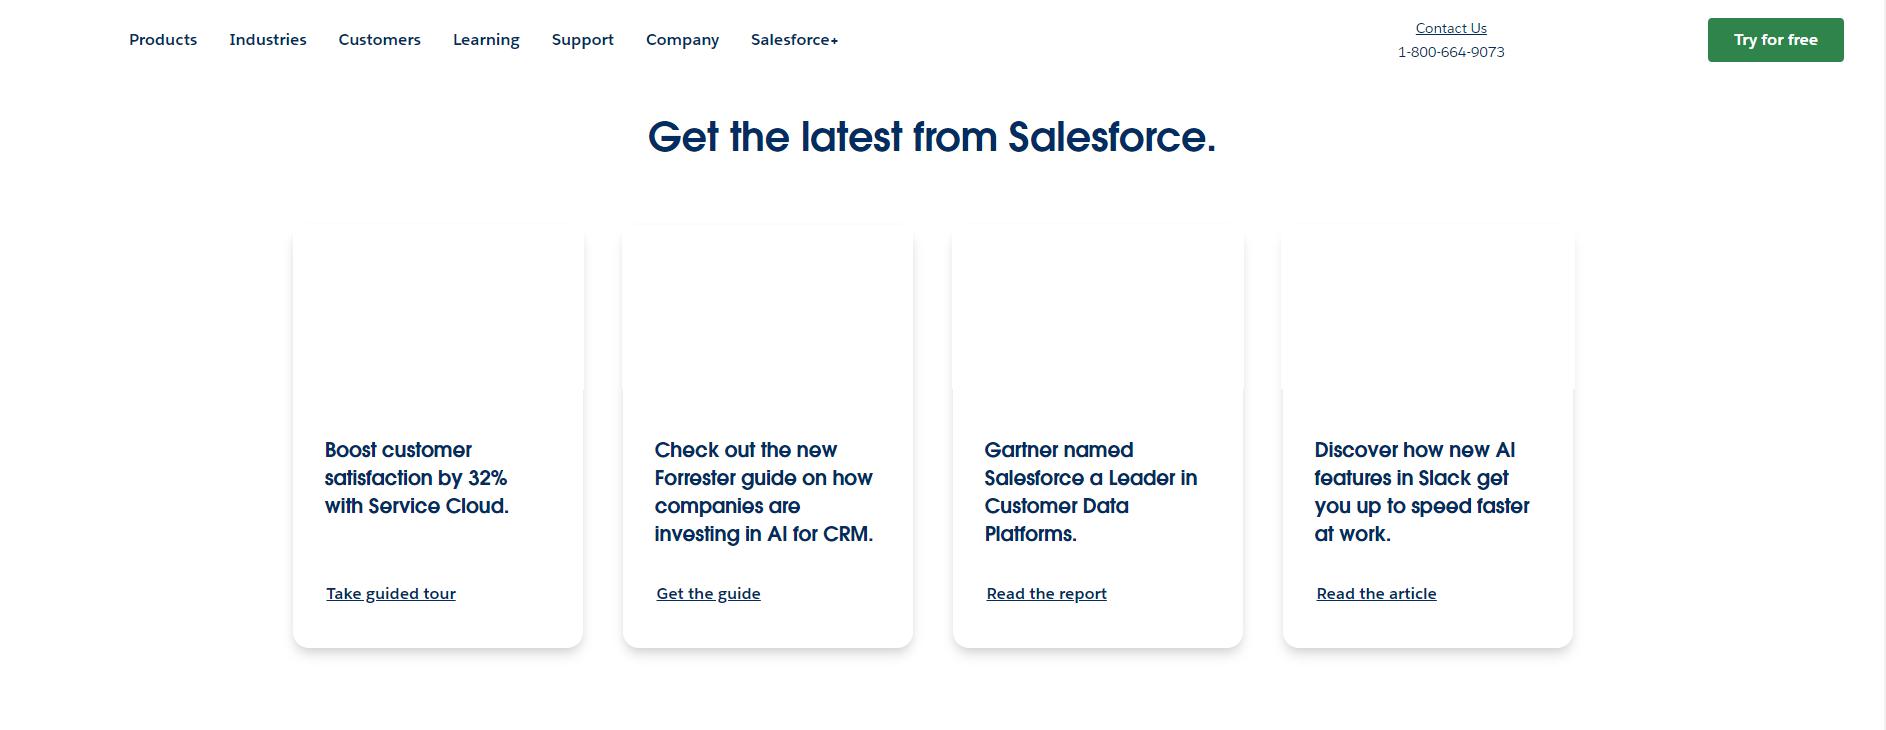 Products Industries Customers Learning Support Company Salesforce+
Contact Us
1-800-664-9073
Try for free
Get the latest from Salesforce.
Boost customer
satisfaction by 32%
with Service Cloud.
Take guided tour
Check out the new
Forrester guide on how
companies are
investing in AI for CRM.
Get the guide
Gartner named
Salesforce a Leader in
Customer Data
Platforms.
Read the report
Discover how new AI
features in Slack get
you up to speed faster
at work.
Read the article